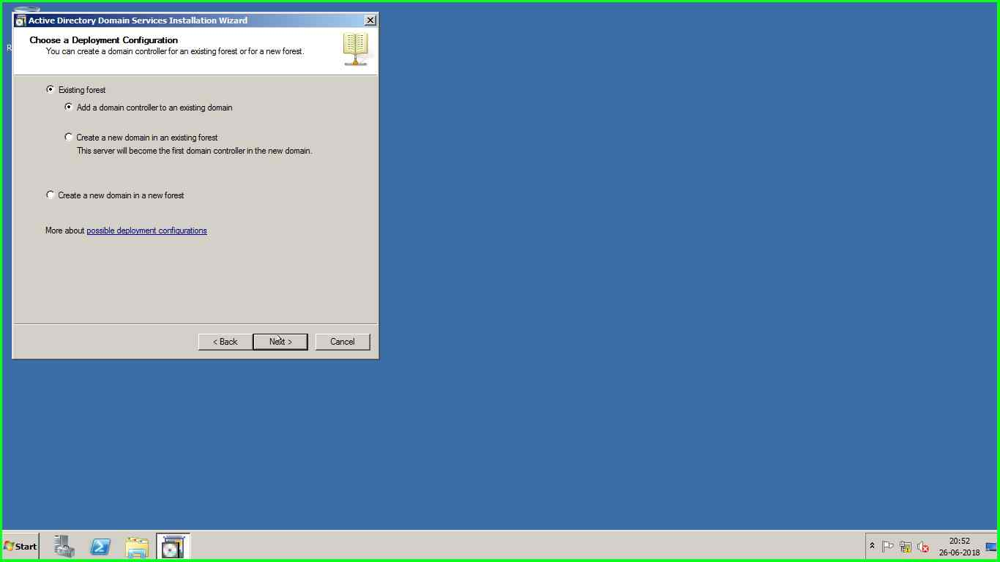 Active Directory Domain Services Installation Wizard
Choose a Deployment Configuration
You can create a domain controller for an existing forest or for a new forest.
R
Existing forest
Add a domain controller to an existing domain
Create a new domain in an existing forest
This server will become the first domain controller in the new domain.
Create a new domain in a new forest
More about possible deployment configurations
< Back
Next >
Cancel
Start
20:52
26-06-2018